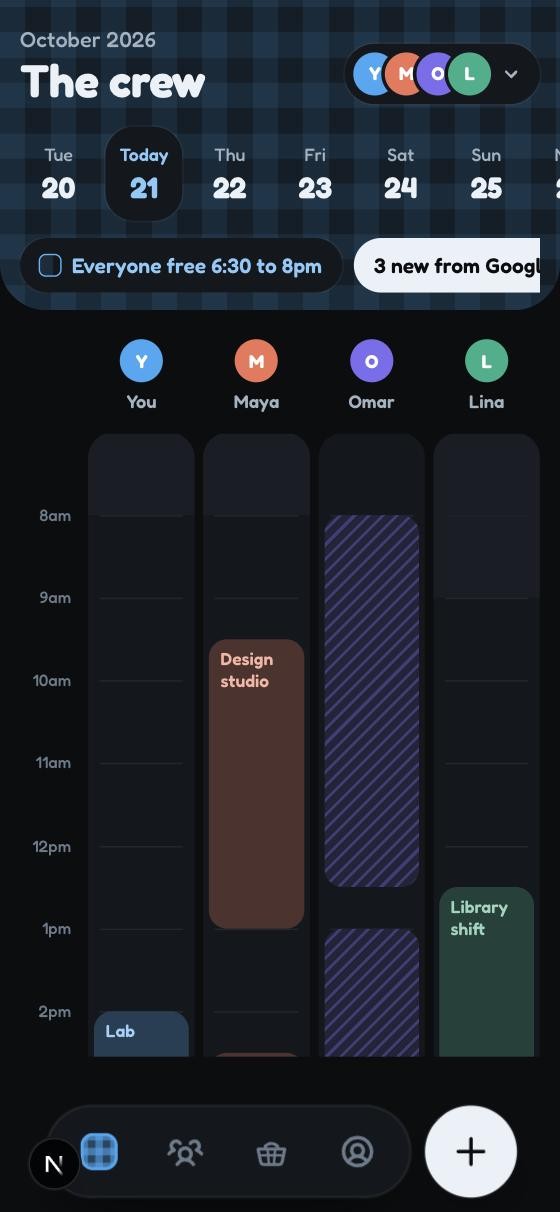 October 2026
The crew
Y M O L
Tue Today Thu Fri Sat Sun
20 21 22 23 24 25
Everyone free 6:30 to 8pm
3 new from Googl
Y M O L
You Maya Omar Lina
8am
9am
Design
studio
10am
11am
12pm
Library
shift
1pm
2pm
Lab
N